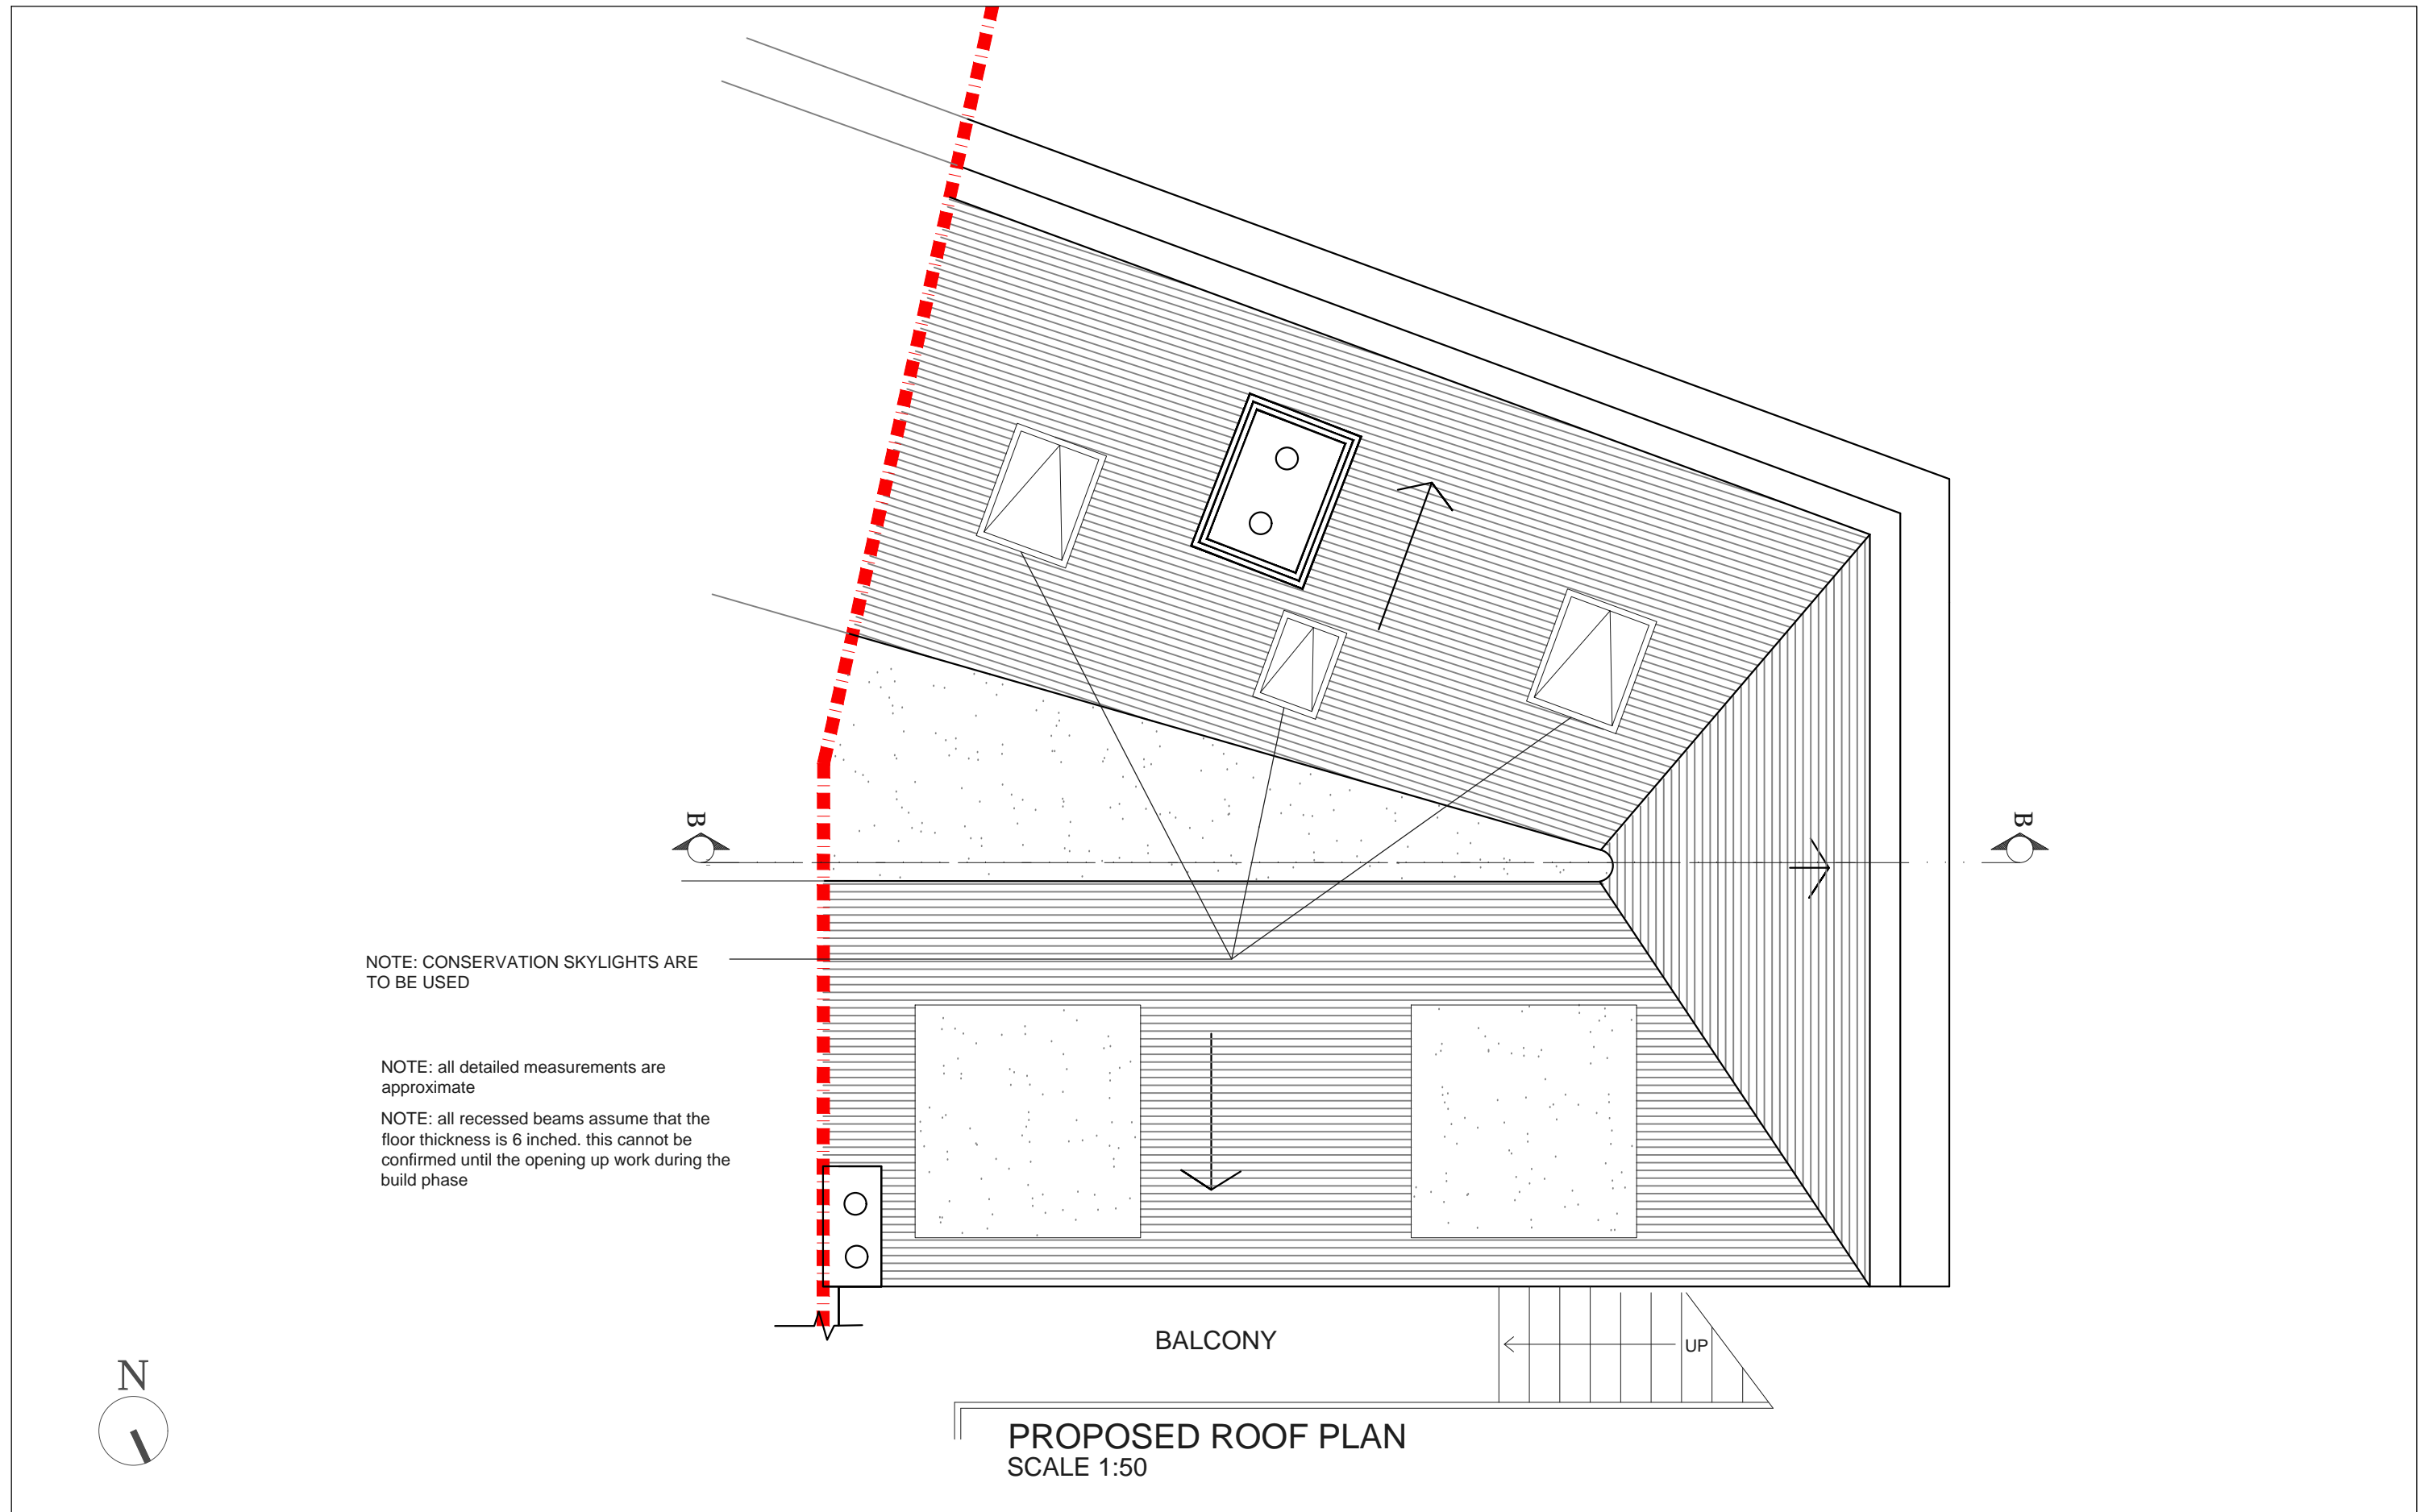 B
B
NOTE: CONSERVATION SKYLIGHTS ARE
TO BE USED
NOTE: all detailed measurements are
approximate
NOTE: all recessed beams assume that the
floor thickness is 6 inched. this cannot be
confirmed until the opening up work during the
build phase
BALCONY
UP
N
PROPOSED ROOF PLAN
SCALE 1:50